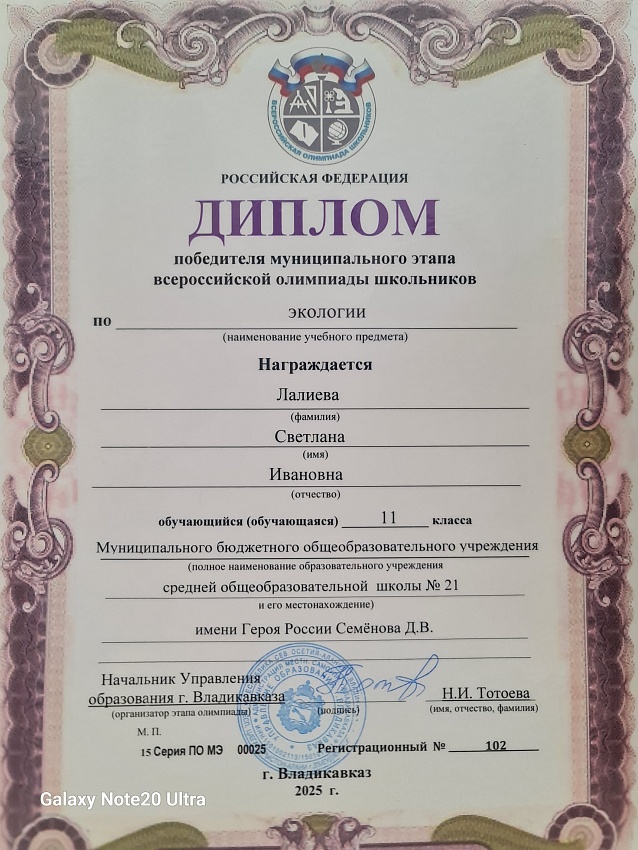 ВСЕРОССИЙСКАЯ ОЛИМПИАДА ШКОЛЬНИКОВ
РОССИЙСКАЯ ФЕДЕРАЦИЯ
ДИПЛОМ
победителя муниципального этапа
всероссийской олимпиады школьников
по экологии
(наименование учебного предмета)
Награждается
Лалиева
(фамилия)
Светлана
(имя)
Ивановна
(отчество)
обучающийся (обучающаяся) 11 класса
Муниципального бюджетного общеобразовательного учреждения
(полное наименование образовательного учреждения
средней общеобразовательной школы № 21
и его местонахождение)
имени Героя России Семёнова Д.В.
Начальник Управления
образования г. Владикавказа Н.И. Тотоева
(организатор этапа олимпиады) (подпись) (имя, отчество, фамилия)
М. П.
15 Серия ПО МЭ 00025 Регистрационный № 102
г. Владикавказ
2025 г.
Galaxy Note20 Ultra